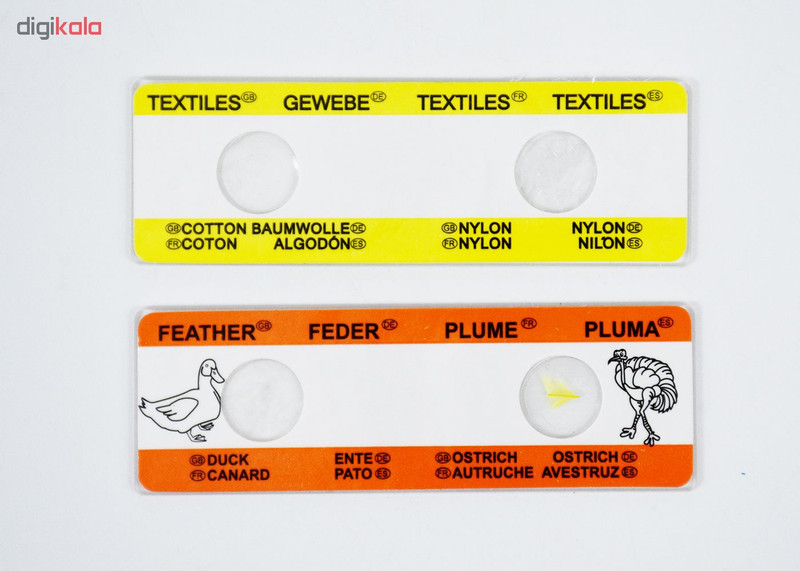 digikala
TEXTILES GB GEWEBE DE TEXTILES FR TEXTILES ES
GB COTTON BAUMWOLLE DE GB NYLON NYLON DE
FR COTON ALGODÓN ES FR NYLON NILON ES
FEATHER GB FEDER DE PLUME FR PLUMA ES
GB DUCK ENTE DE GB OSTRICH OSTRICH DE
FR CANARD PATO ES FR AUTRUCHE AVESTRUZ ES